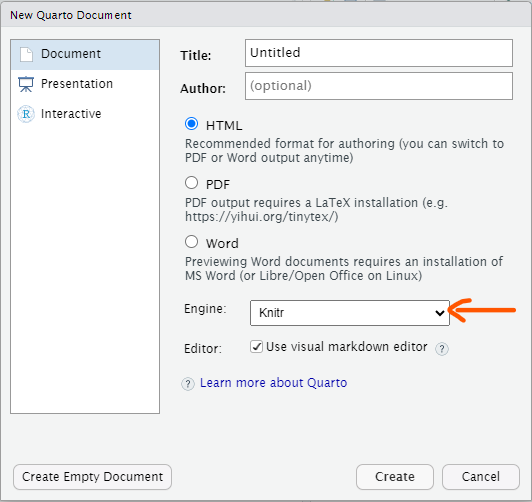 New Quarto Document
Document
Presentation
Interactive
Title:
Untitled
Author:
(optional)
HTML
Recommended format for authoring (you can switch to
PDF or Word output anytime)
PDF
PDF output requires a LaTeX installation (e.g.
https://yihui.org/tinytex/)
Word
Previewing Word documents requires an installation of
MS Word (or Libre/Open Office on Linux)
Engine:
Knitr
Editor:
Use visual markdown editor ?
? Learn more about Quarto
Create Empty Document
Create
Cancel